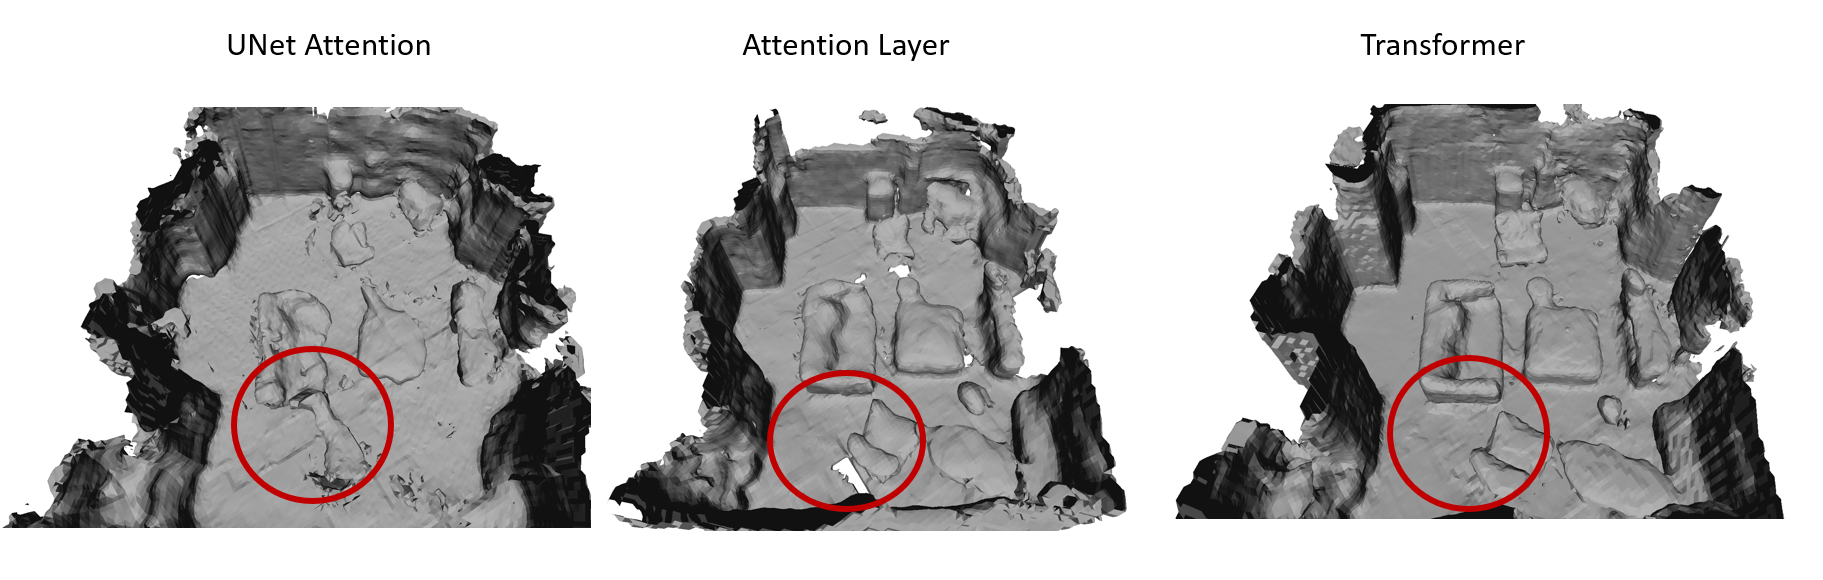 UNet Attention
Attention Layer
Transformer